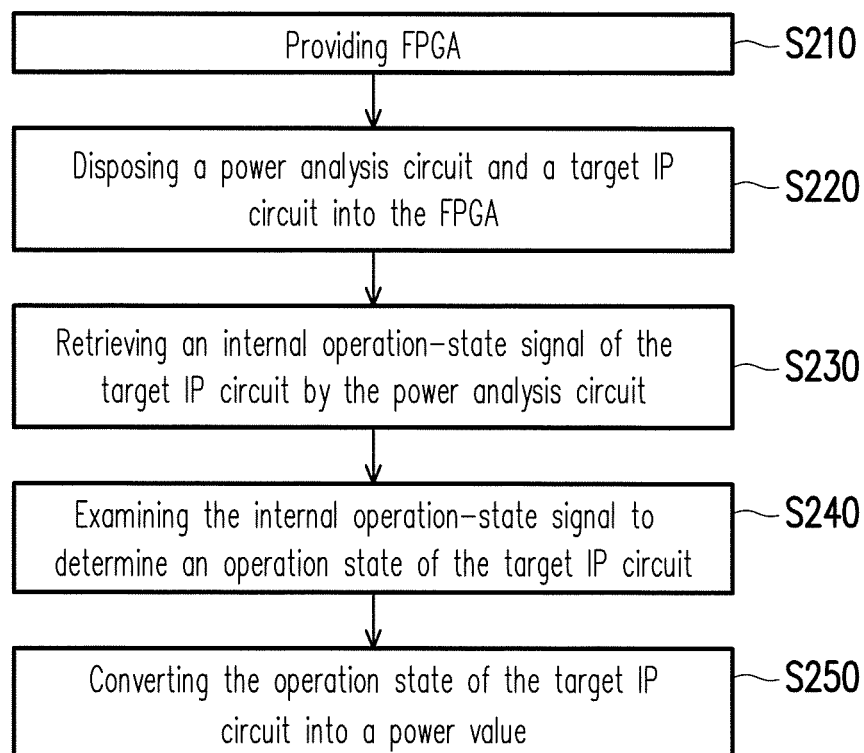 Providing FPGA
S210
Disposing a power analysis circuit and a target IP
circuit into the FPGA
S220
Retrieving an internal operation-state signal of the
target IP circuit by the power analysis circuit
S230
Examining the internal operation-state signal to
determine an operation state of the target IP circuit
S240
Converting the operation state of the target IP
circuit into a power value
S250